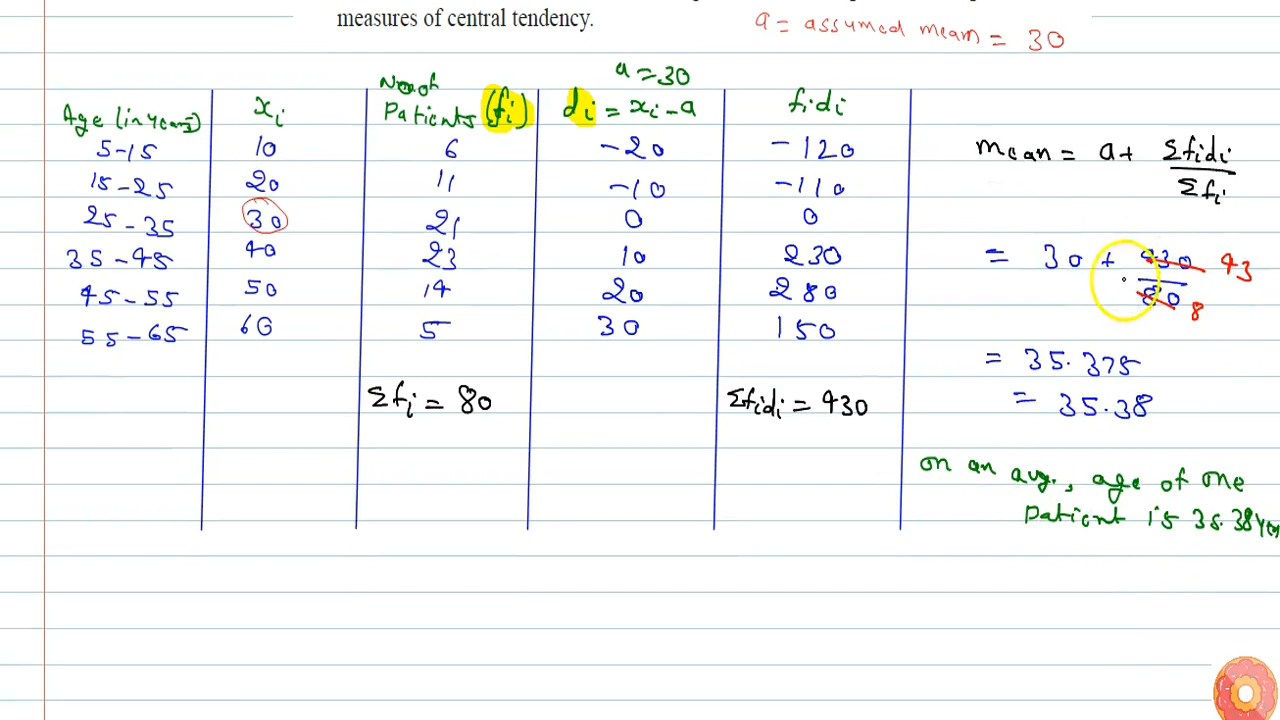 measures of central tendency.
a = assumed mean = 30
a = 30
Age (in years) xi No of Patients (fi) di = xi - a fidi
5-15 10 6 -20 -120
15-25 20 11 -10 -110
25-35 30 21 0 0
35-45 40 23 10 230
45-55 50 14 20 280
55-65 60 5 30 150
Σfi = 80 Σfidi = 430
mean = a + Σfidi / Σfi
= 30 + 430 / 80 43 8
= 35.375
= 35.38
on an avg., age of one
patient is 35.38